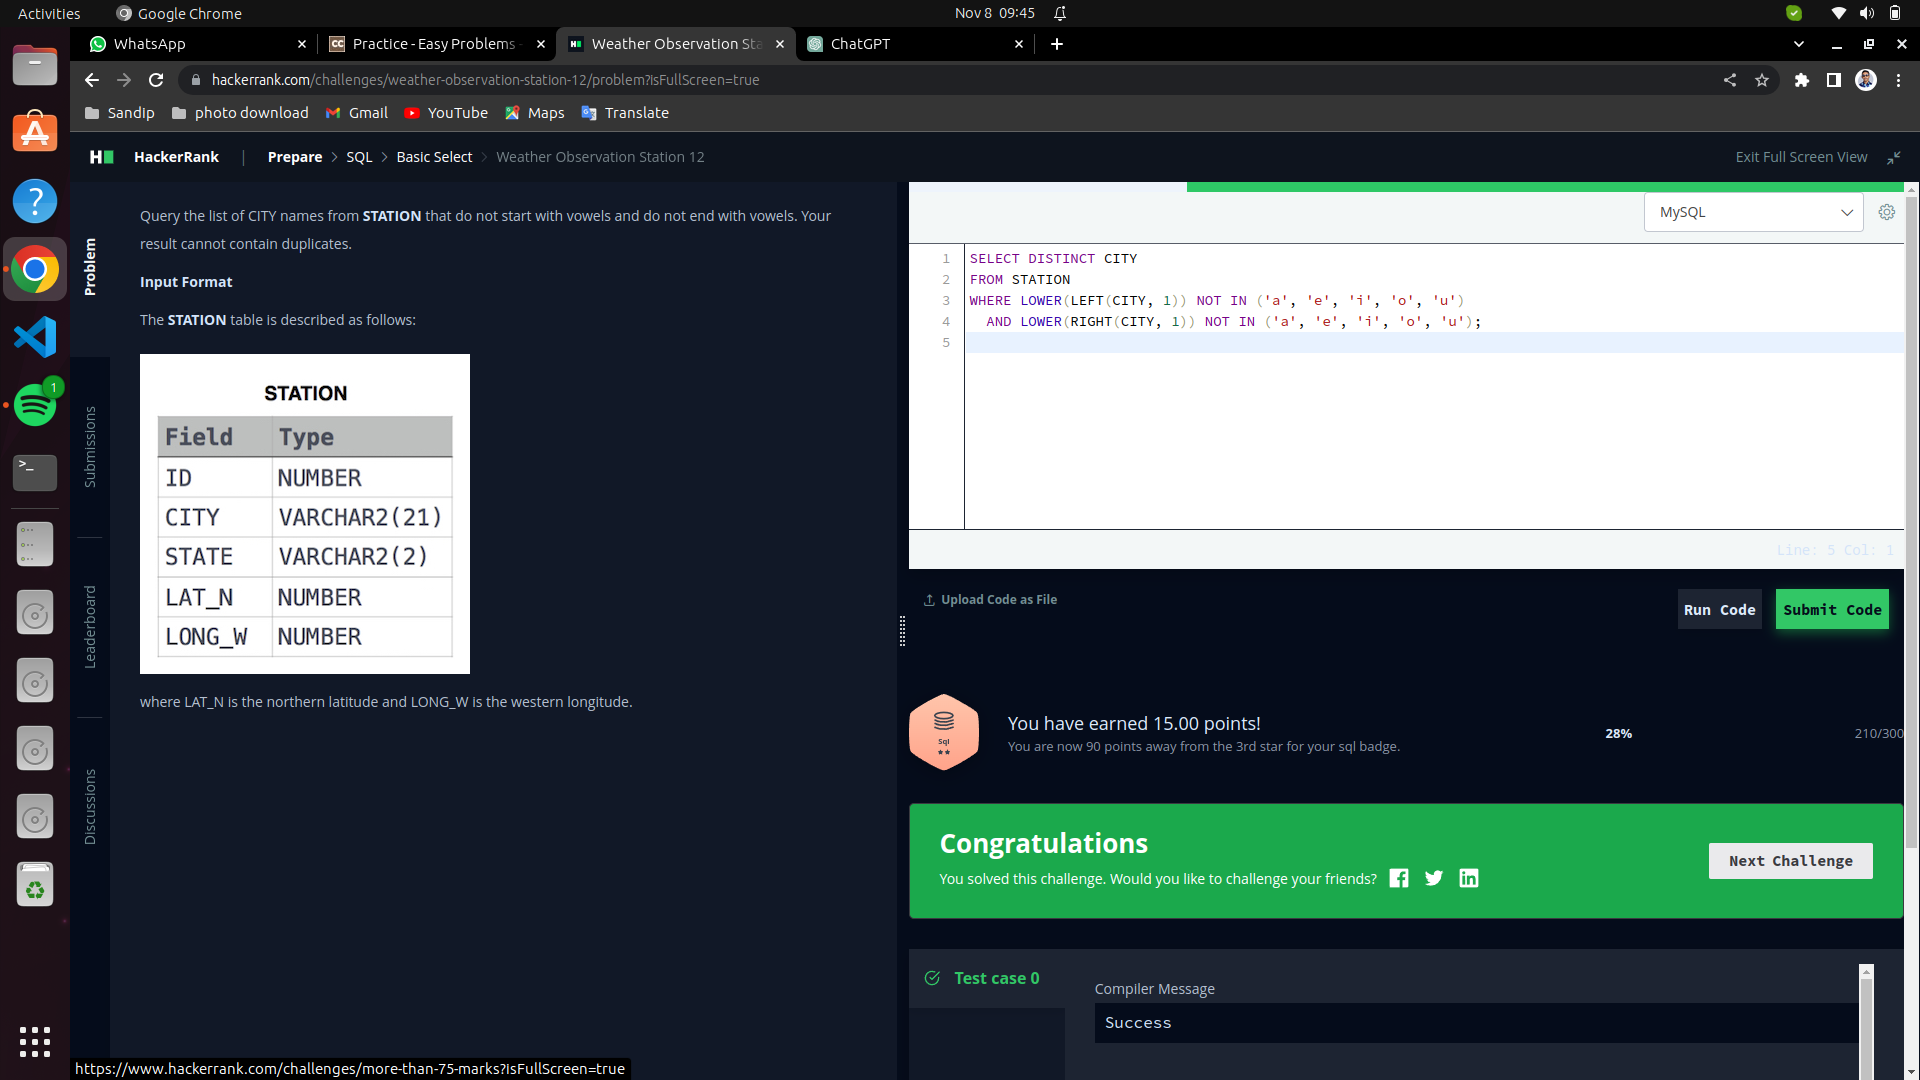 Activities
Google Chrome
Nov 8 09:45
WhatsApp
Practice - Easy Problems -
Weather Observation Sta
ChatGPT
hackerrank.com/challenges/weather-observation-station-12/problem?isFullScreen=true
Sandip
photo download
Gmail
YouTube
Maps
Translate
HackerRank
Prepare
SQL
Basic Select
Weather Observation Station 12
Exit Full Screen View
1
>_
Problem
Submissions
Leaderboard
Discussions
Query the list of CITY names from STATION that do not start with vowels and do not end with vowels. Your
result cannot contain duplicates.
Input Format
The STATION table is described as follows:
STATION
Field Type
ID NUMBER
CITY VARCHAR2(21)
STATE VARCHAR2(2)
LAT_N NUMBER
LONG_W NUMBER
where LAT_N is the northern latitude and LONG_W is the western longitude.
MySQL
1 SELECT DISTINCT CITY
2 FROM STATION
3 WHERE LOWER(LEFT(CITY, 1)) NOT IN ('a', 'e', 'i', 'o', 'u')
4   AND LOWER(RIGHT(CITY, 1)) NOT IN ('a', 'e', 'i', 'o', 'u');
5
Line: 5 Col: 1
Upload Code as File
Run Code
Submit Code
Sql
You have earned 15.00 points!
You are now 90 points away from the 3rd star for your sql badge.
28%
210/300
Congratulations
You solved this challenge. Would you like to challenge your friends?
Next Challenge
Test case 0
Compiler Message
Success
https://www.hackerrank.com/challenges/more-than-75-marks?isFullScreen=true